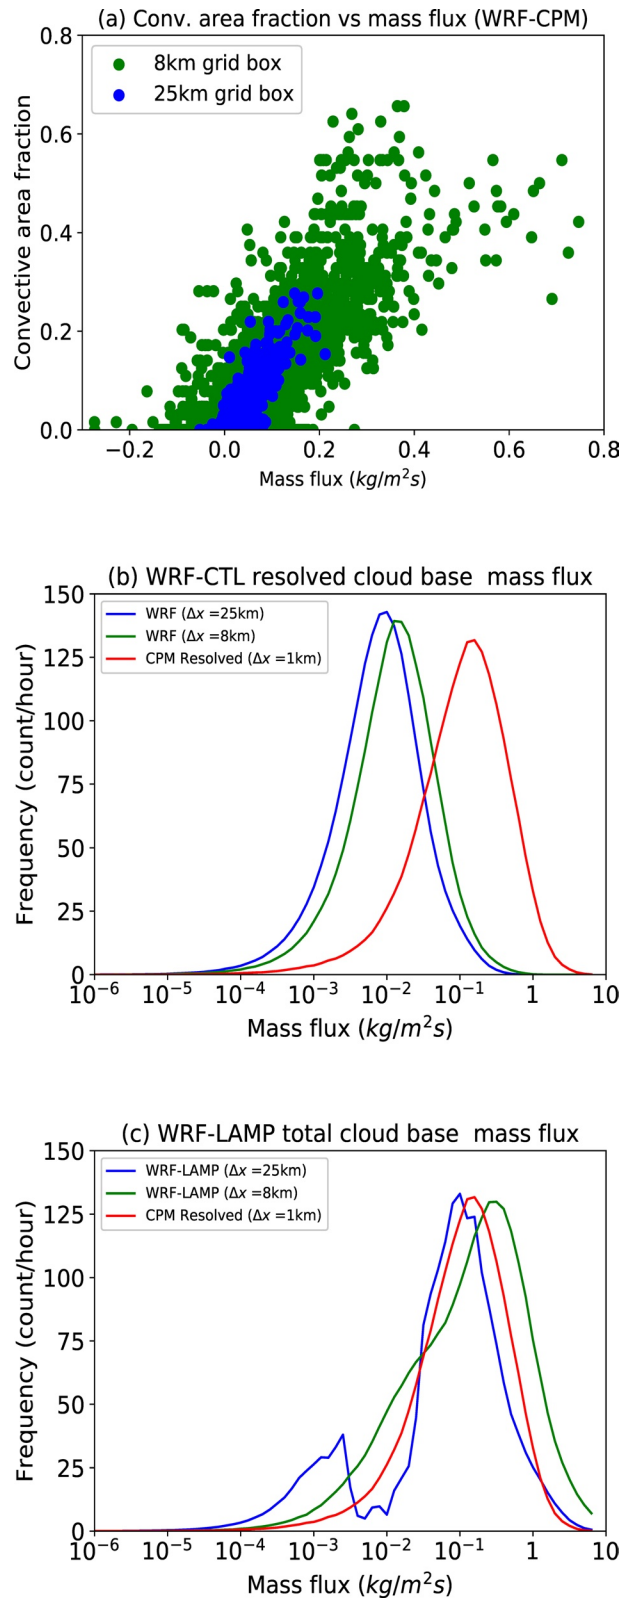 (a) Conv. area fraction vs mass flux (WRF-CPM)
0.8
8km grid box
25km grid box
Convective area fraction
0.6
0.4
0.2
0.0
−0.2 0.0 0.2 0.4 0.6 0.8
Mass flux (kg/m²s)
(b) WRF-CTL resolved cloud base mass flux
150
WRF (Δx =25km)
WRF (Δx =8km)
CPM Resolved (Δx =1km)
Frequency (count/hour)
125
100
75
50
25
0
10⁻⁶ 10⁻⁵ 10⁻⁴ 10⁻³ 10⁻² 10⁻¹ 1 10
Mass flux (kg/m²s)
(c) WRF-LAMP total cloud base mass flux
150
WRF-LAMP (Δx =25km)
WRF-LAMP (Δx =8km)
CPM Resolved (Δx =1km)
Frequency (count/hour)
125
100
75
50
25
0
10⁻⁶ 10⁻⁵ 10⁻⁴ 10⁻³ 10⁻² 10⁻¹ 1 10
Mass flux (kg/m²s)